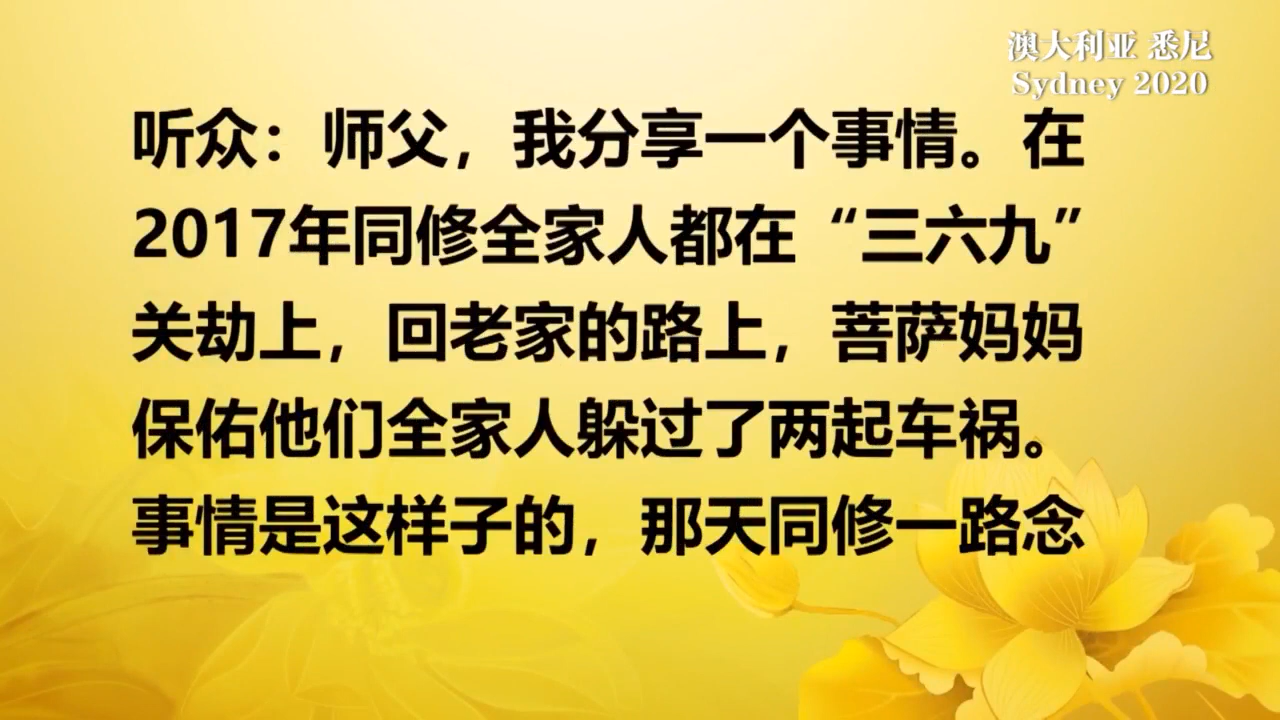 澳大利亚 悉尼
Sydney 2020
听众：师父，我分享一个事情。在
2017年同修全家人都在“三六九”
关劫上，回老家的路上，菩萨妈妈
保佑他们全家人躲过了两起车祸。
事情是这样子的，那天同修一路念